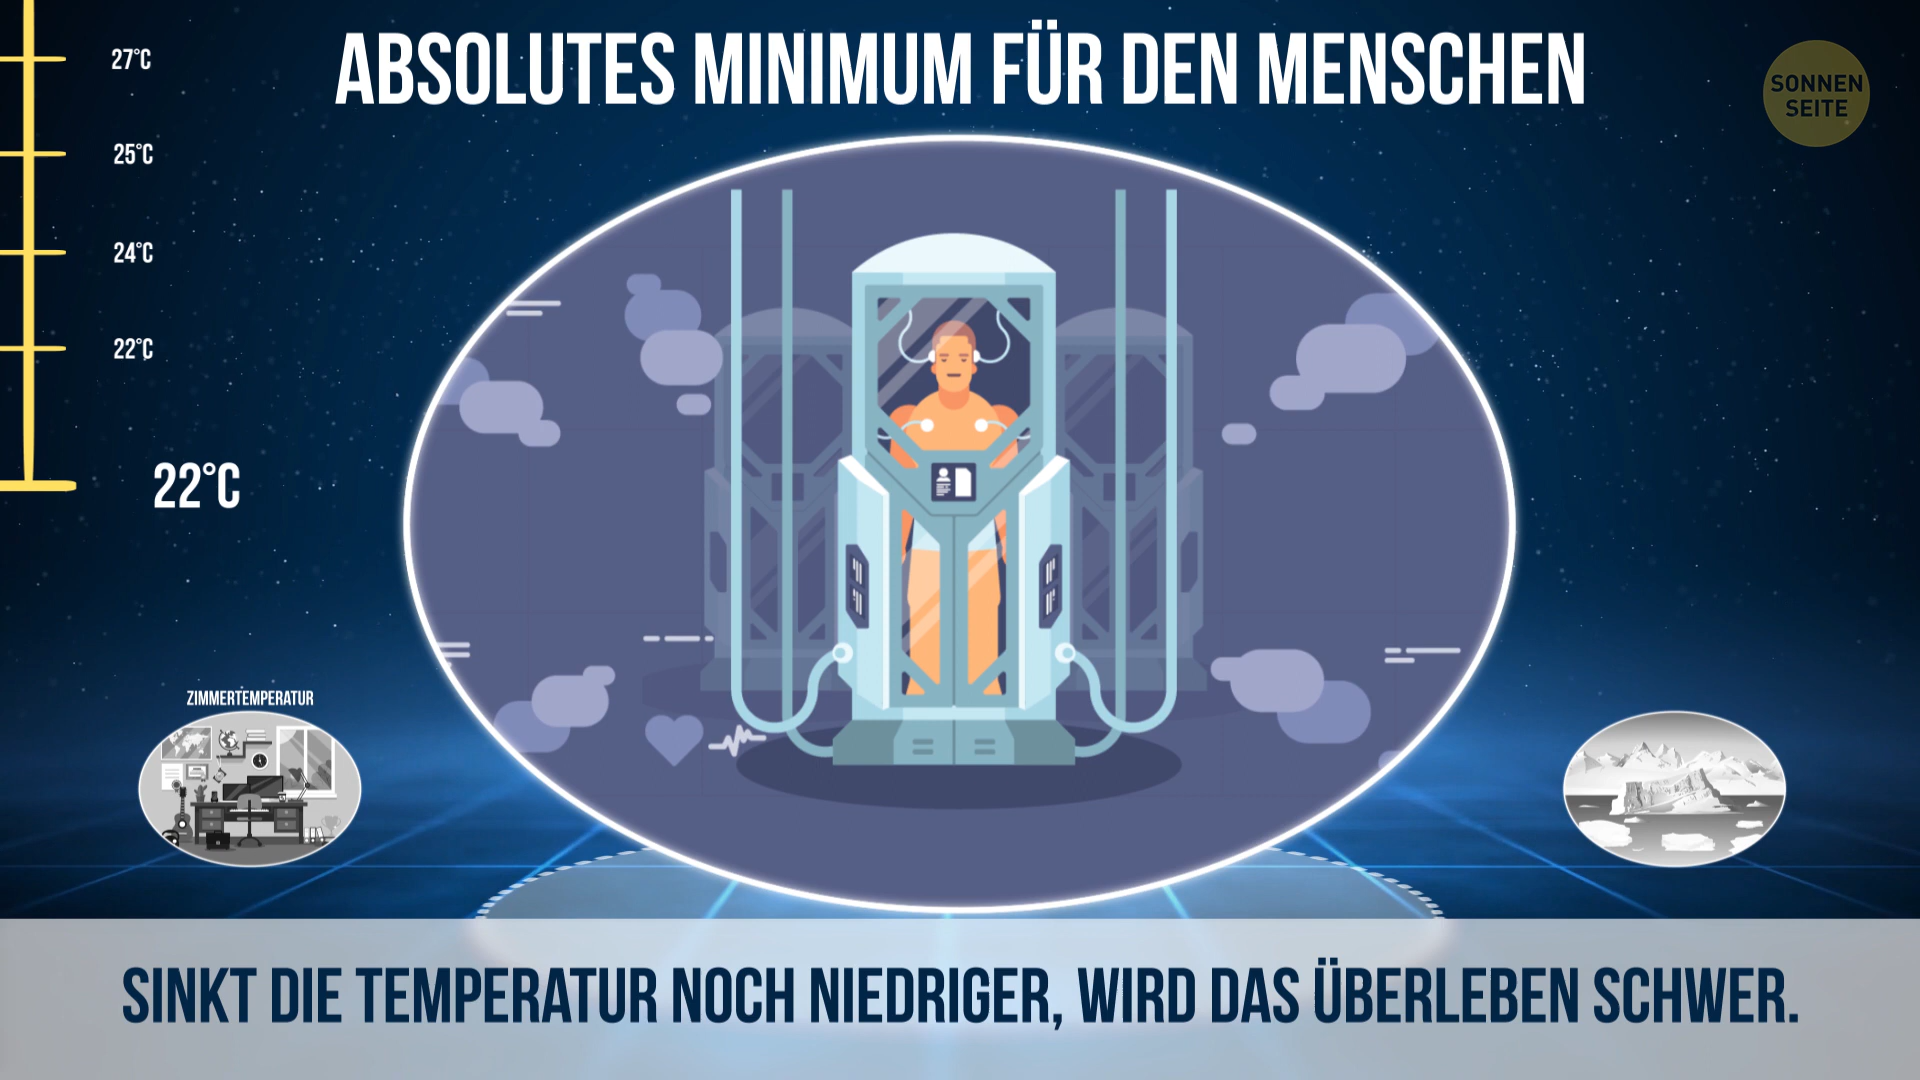 ABSOLUTES MINIMUM FÜR DEN MENSCHEN
SONNEN
SEITE
27°C
25°C
24°C
22°C
22°C
ZIMMERTEMPERATUR
SINKT DIE TEMPERATUR NOCH NIEDRIGER, WIRD DAS ÜBERLEBEN SCHWER.